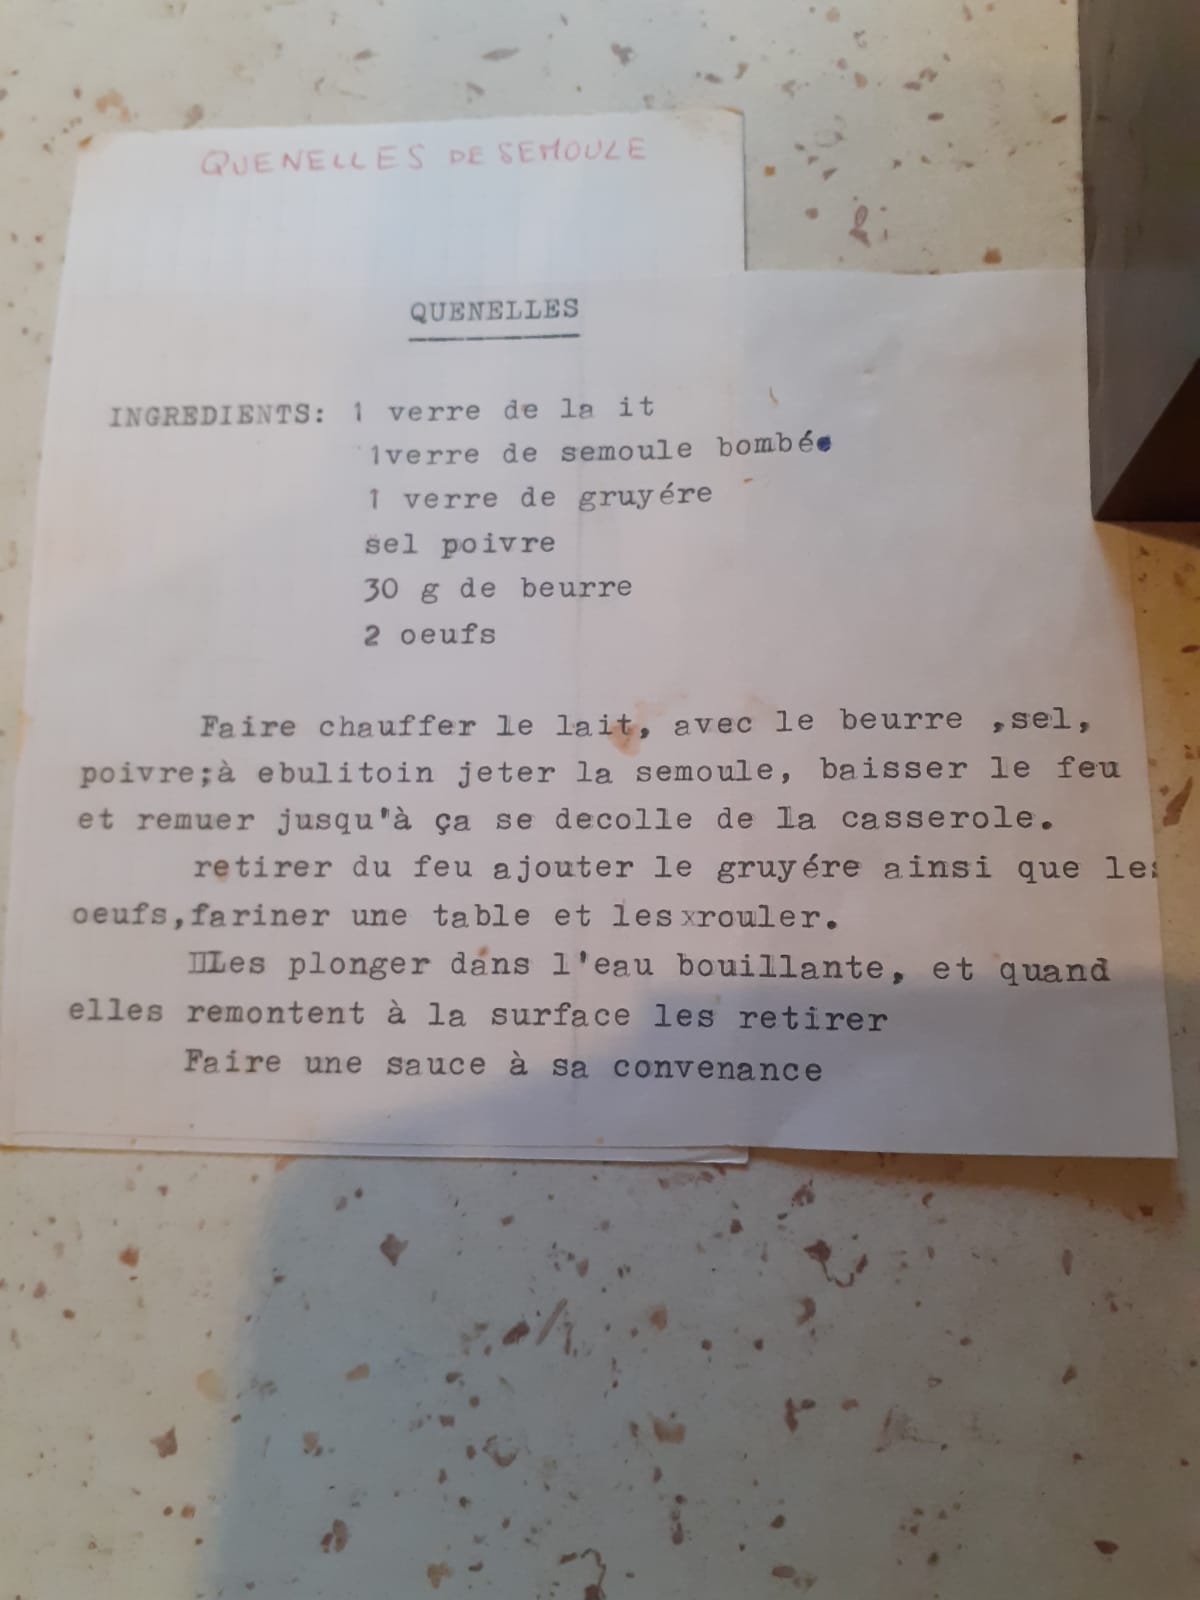 QUENELLES DE SEMOULE
QUENELLES
INGREDIENTS: 1 verre de la it
1verre de semoule bombée
1 verre de gruyére
sel poivre
30 g de beurre
2 oeufs
Faire chauffer le lait, avec le beurre ,sel,
poivre;à ebulitoin jeter la semoule, baisser le feu
et remuer jusqu'à ça se decolle de la casserole.
retirer du feu ajouter le gruyére ainsi que les
oeufs,fariner une table et lesxrouler.
Les plonger dans l'eau bouillante, et quand
elles remontent à la surface les retirer
Faire une sauce à sa convenance